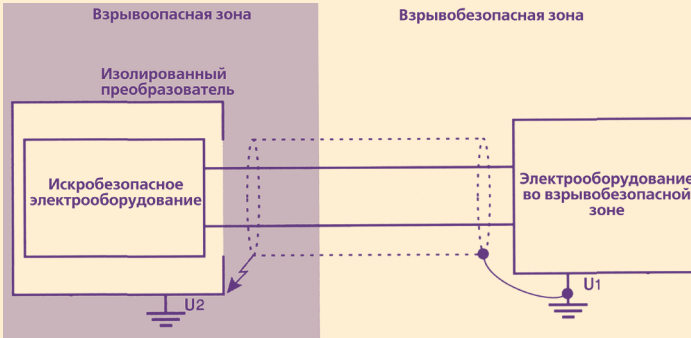 Взрывоопасная зона
Взрывобезопасная зона
Изолированный
преобразователь
Искробезопасное
электрооборудование
Электрооборудование
во взрывобезопасной
зоне
U2
U1